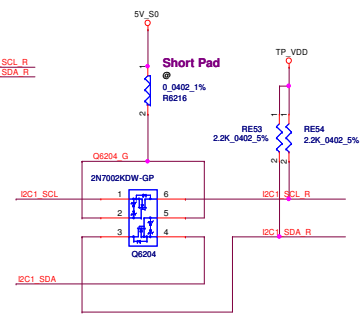 5V_S0
SCL_R
SDA_R
1
Short Pad
@
0_0402_1%
R6216
2
TP_VDD
1
1
RE53
2.2K_0402_5%
RE54
2.2K_0402_5%
2
2
Q6204_G
2N7002KDW-GP
I2C1_SCL
1
6
I2C1_SCL_R
2
5
3
4
I2C1_SDA_R
Q6204
I2C1_SDA